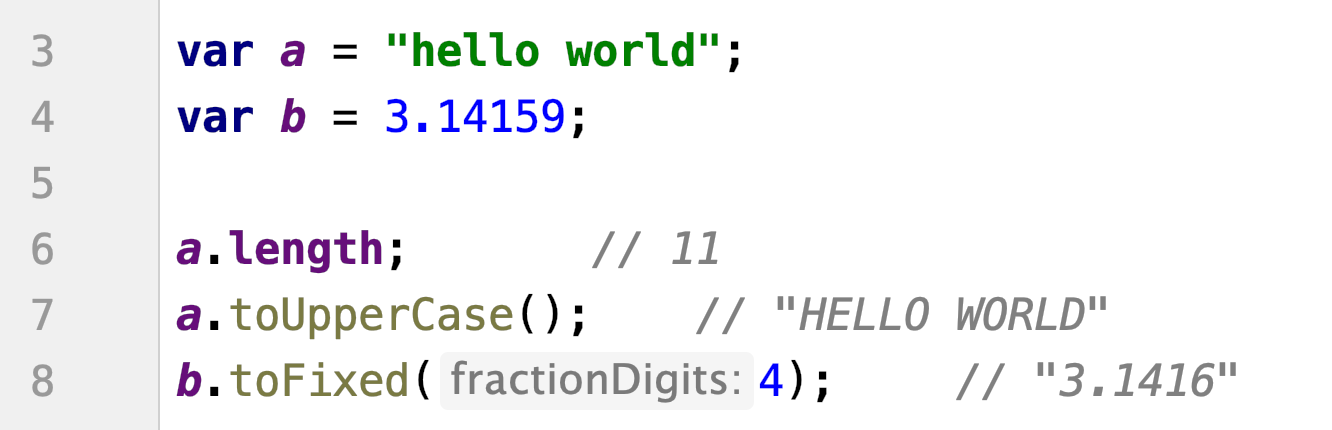 3 var a = "hello world";
4 var b = 3.14159;
5
6 a.length; // 11
7 a.toUpperCase(); // "HELLO WORLD"
8 b.toFixed( fractionDigits: 4); // "3.1416"